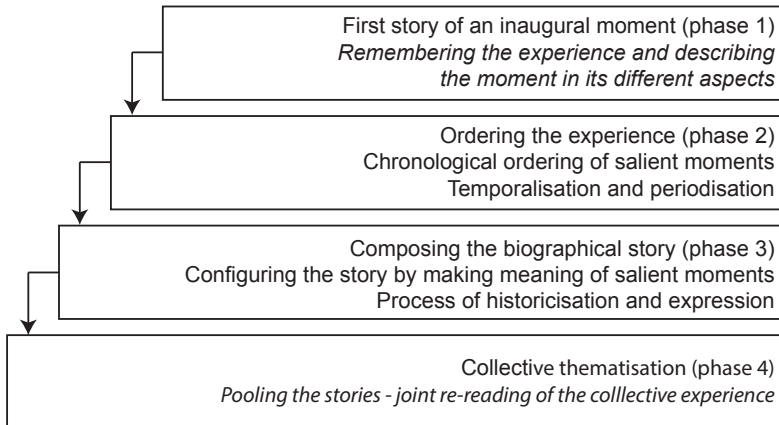 First story of an inaugural moment (phase 1)
Remembering the experience and describing
the moment in its different aspects
Ordering the experience (phase 2)
Chronological ordering of salient moments
Temporalisation and periodisation
Composing the biographical story (phase 3)
Configuring the story by making meaning of salient moments
Process of historicisation and expression
Collective thematisation (phase 4)
Pooling the stories - joint re-reading of the colllective experience